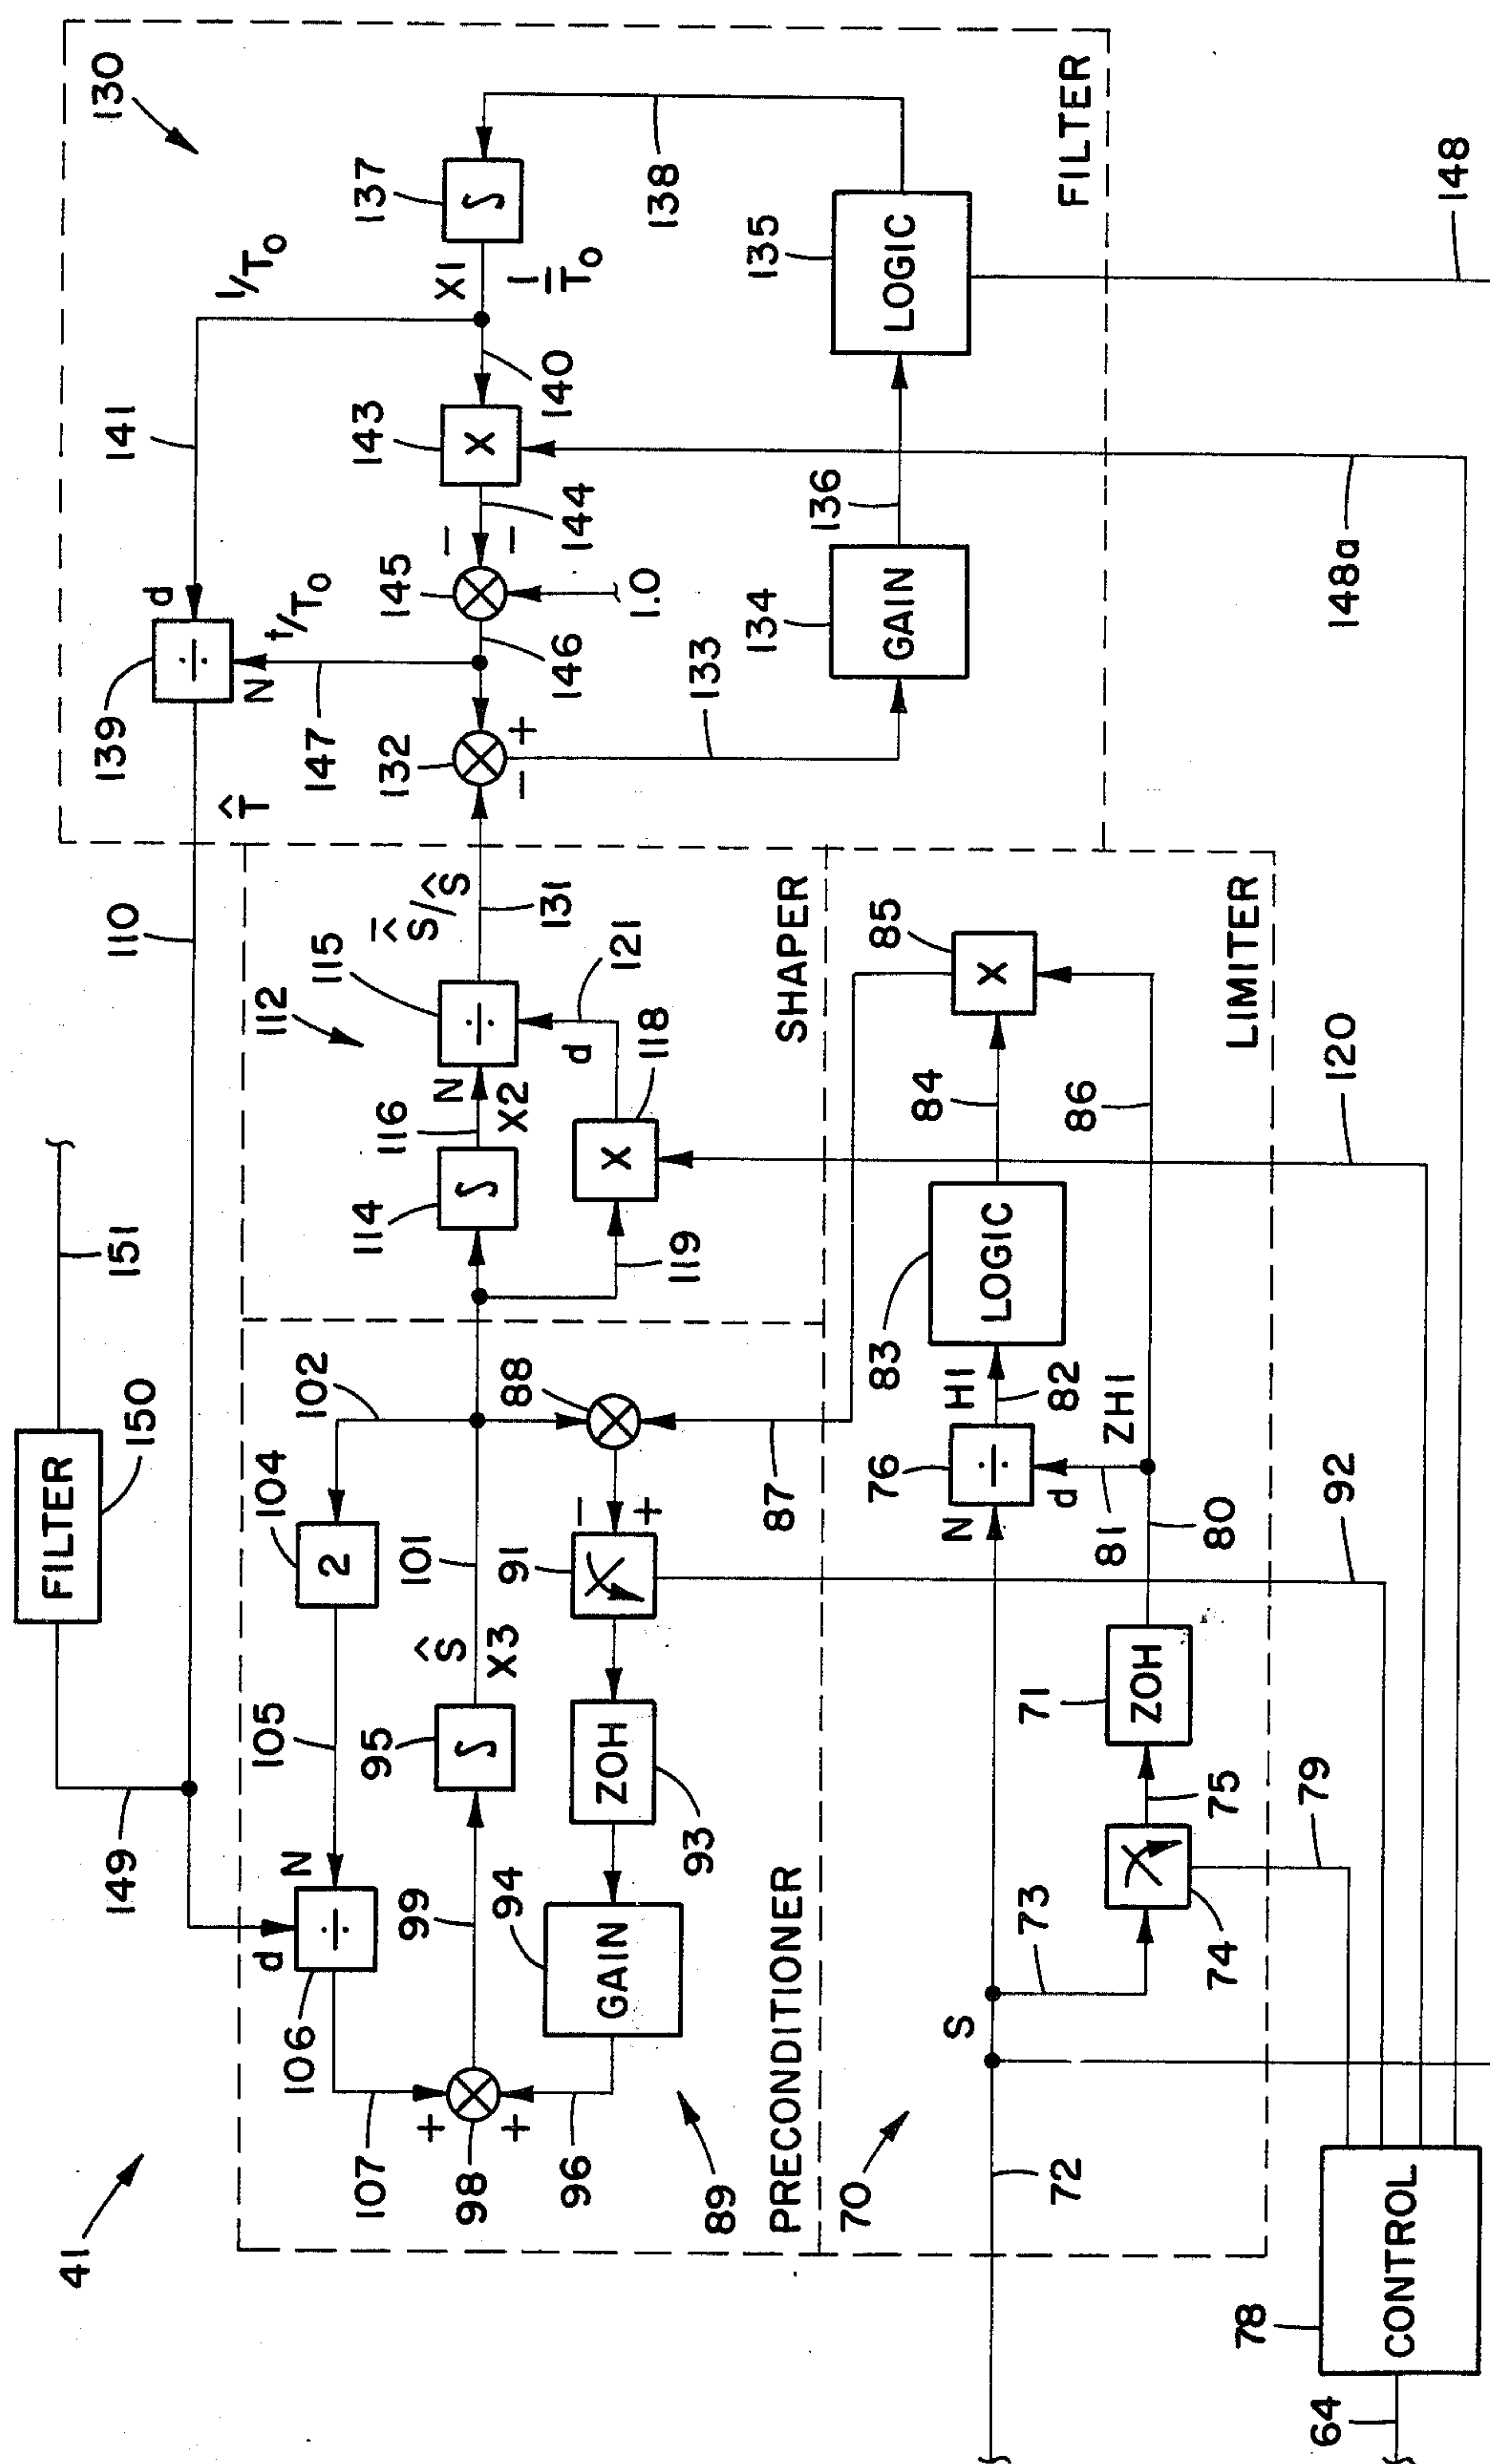 41
FILTER
150
151
149
110
T̂
139
÷
d
N
141
1/T₀
130
t/T₀
147
102
104
2
105
N
÷
d
106
107
+
98
+
99
95
∫
Ŝ
X3
101
96
94
GAIN
93
ZOH
91
−
+
88
87
89
PRECONDITIONER
112
114
∫
116
N
X2
÷
115
d
121
118
X
119
Ŝ̄/Ŝ
131
SHAPER
132
−
+
146
145
1.0
−
−
144
143
X
140
X1
1/T₀
137
∫
138
133
134
GAIN
136
135
LOGIC
FILTER
70
72
S
73
74
75
71
ZOH
80
81
ZHI
N
÷
d
76
HI
82
83
LOGIC
84
86
85
X
LIMITER
79
92
120
148a
148
78
CONTROL
64